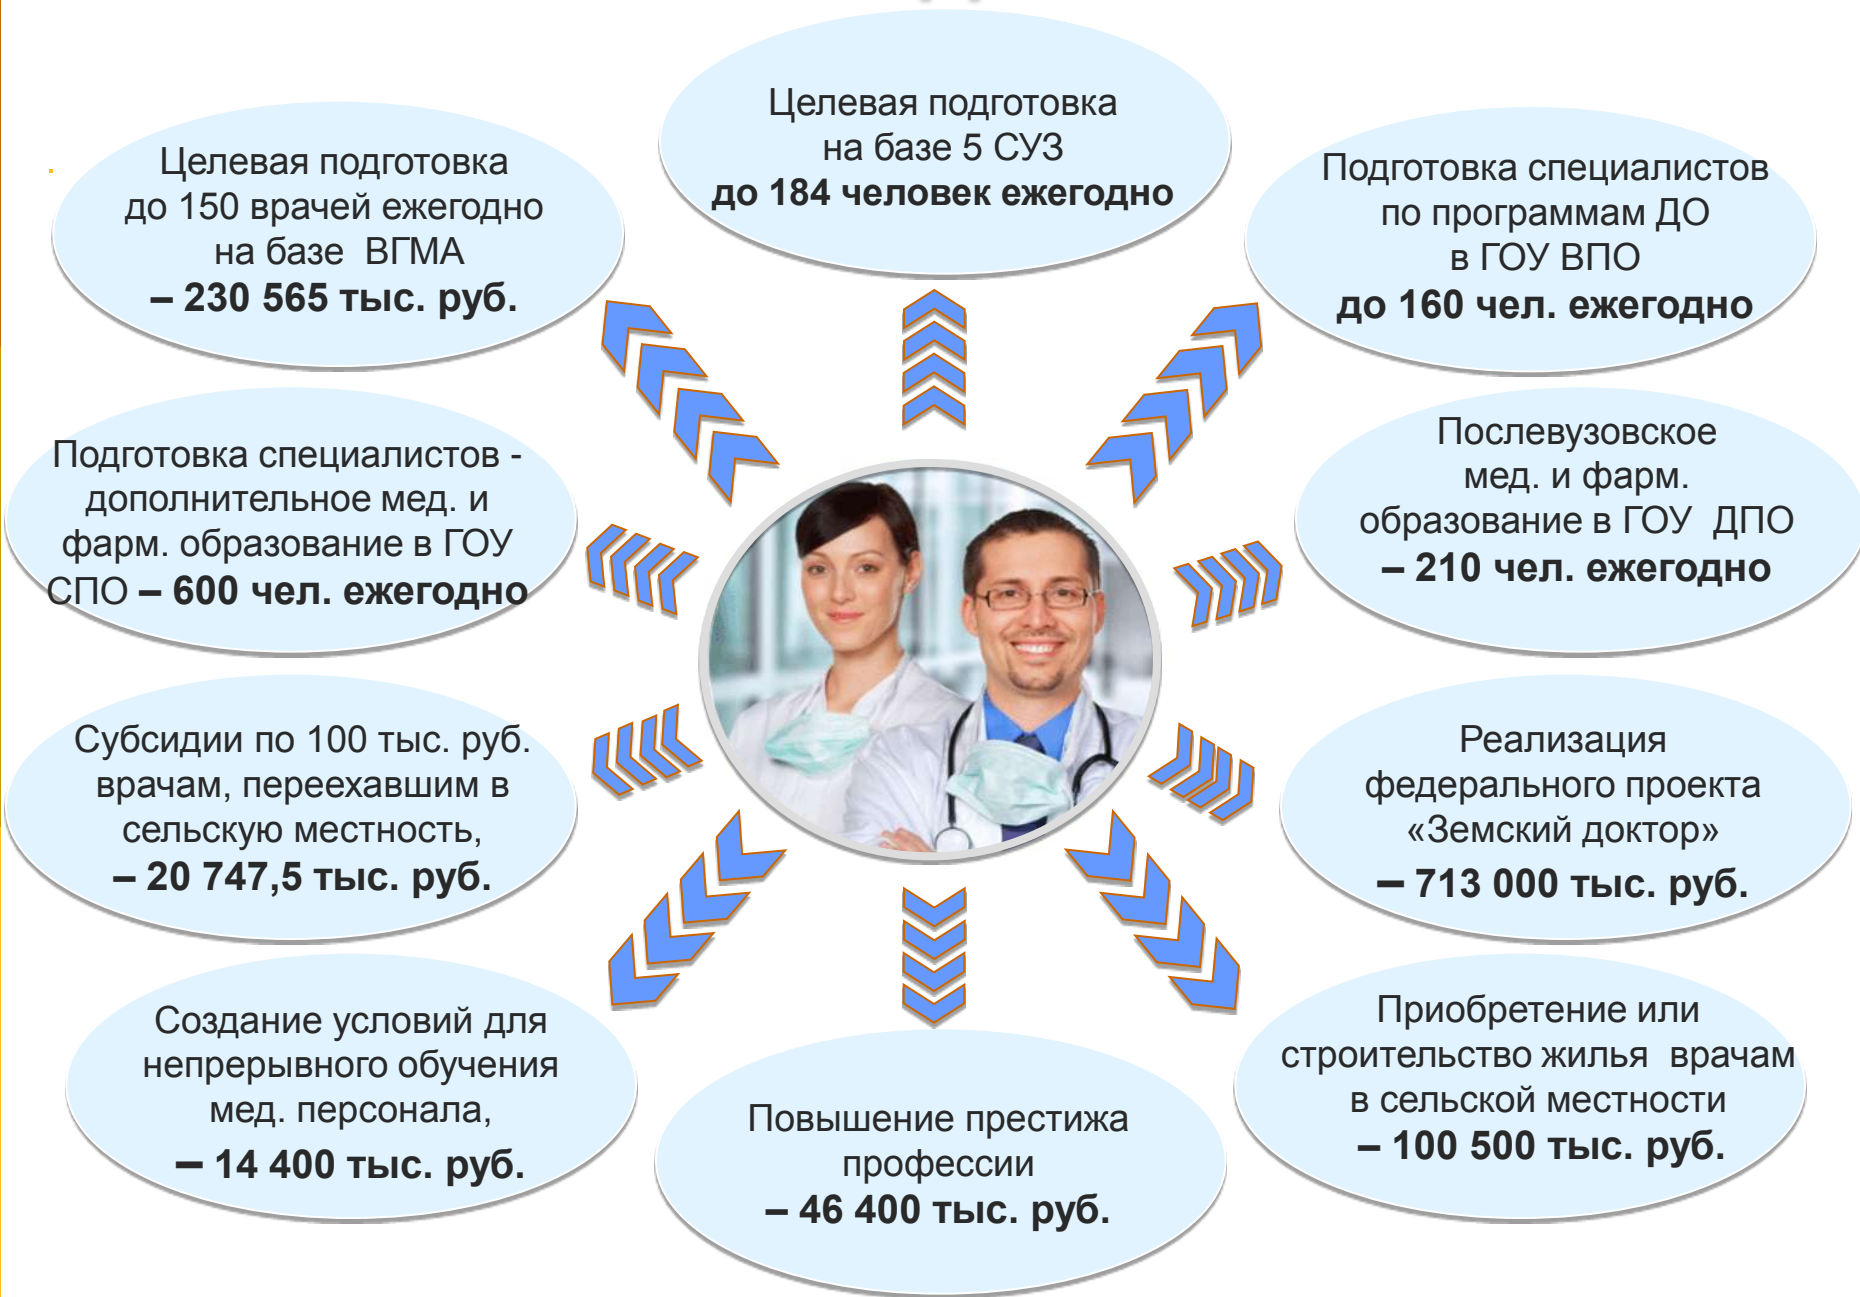 Целевая подготовка
на базе 5 СУЗ
до 184 человек ежегодно
Целевая подготовка
до 150 врачей ежегодно
на базе ВГМА
– 230 565 тыс. руб.
Подготовка специалистов
по программам ДО
в ГОУ ВПО
до 160 чел. ежегодно
Подготовка специалистов -
дополнительное мед. и
фарм. образование в ГОУ
СПО – 600 чел. ежегодно
Послевузовское
мед. и фарм.
образование в ГОУ ДПО
– 210 чел. ежегодно
Субсидии по 100 тыс. руб.
врачам, переехавшим в
сельскую местность,
– 20 747,5 тыс. руб.
Реализация
федерального проекта
«Земский доктор»
– 713 000 тыс. руб.
Создание условий для
непрерывного обучения
мед. персонала,
– 14 400 тыс. руб.
Повышение престижа
профессии
– 46 400 тыс. руб.
Приобретение или
строительство жилья врачам
в сельской местности
– 100 500 тыс. руб.